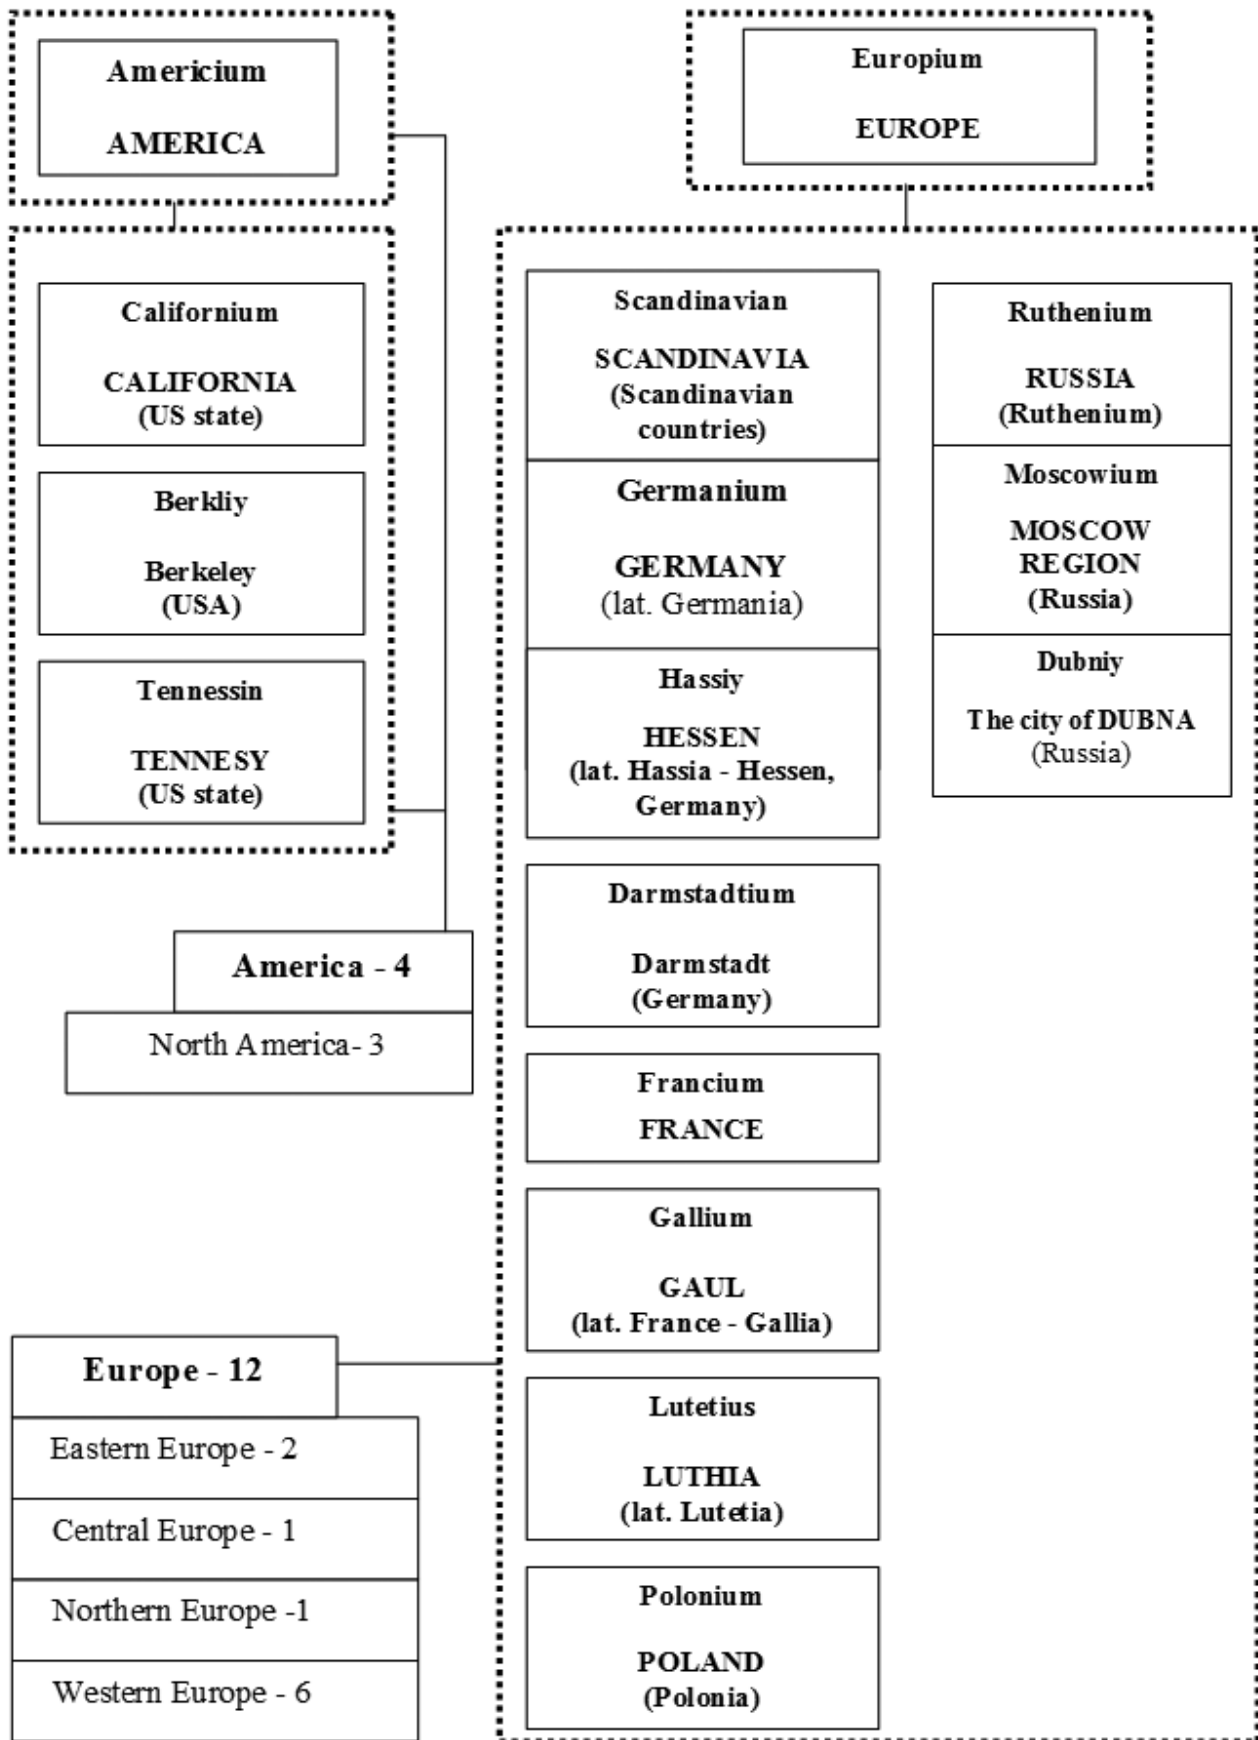 Americium
AMERICA
Europium
EUROPE
Californium
CALIFORNIA
(US state)
Berkliy
Berkeley
(USA)
Tennessin
TENNESY
(US state)
America - 4
North America- 3
Scandinavian
SCANDINAVIA
(Scandinavian
countries)
Germanium
GERMANY
(lat. Germania)
Hassiy
HESSEN
(lat. Hassia - Hessen,
Germany)
Darmstadtium
Darmstadt
(Germany)
Francium
FRANCE
Gallium
GAUL
(lat. France - Gallia)
Lutetius
LUTHIA
(lat. Lutetia)
Polonium
POLAND
(Polonia)
Ruthenium
RUSSIA
(Ruthenium)
Moscowium
MOSCOW
REGION
(Russia)
Dubniy
The city of DUBNA
(Russia)
Europe - 12
Eastern Europe - 2
Central Europe - 1
Northern Europe -1
Western Europe - 6